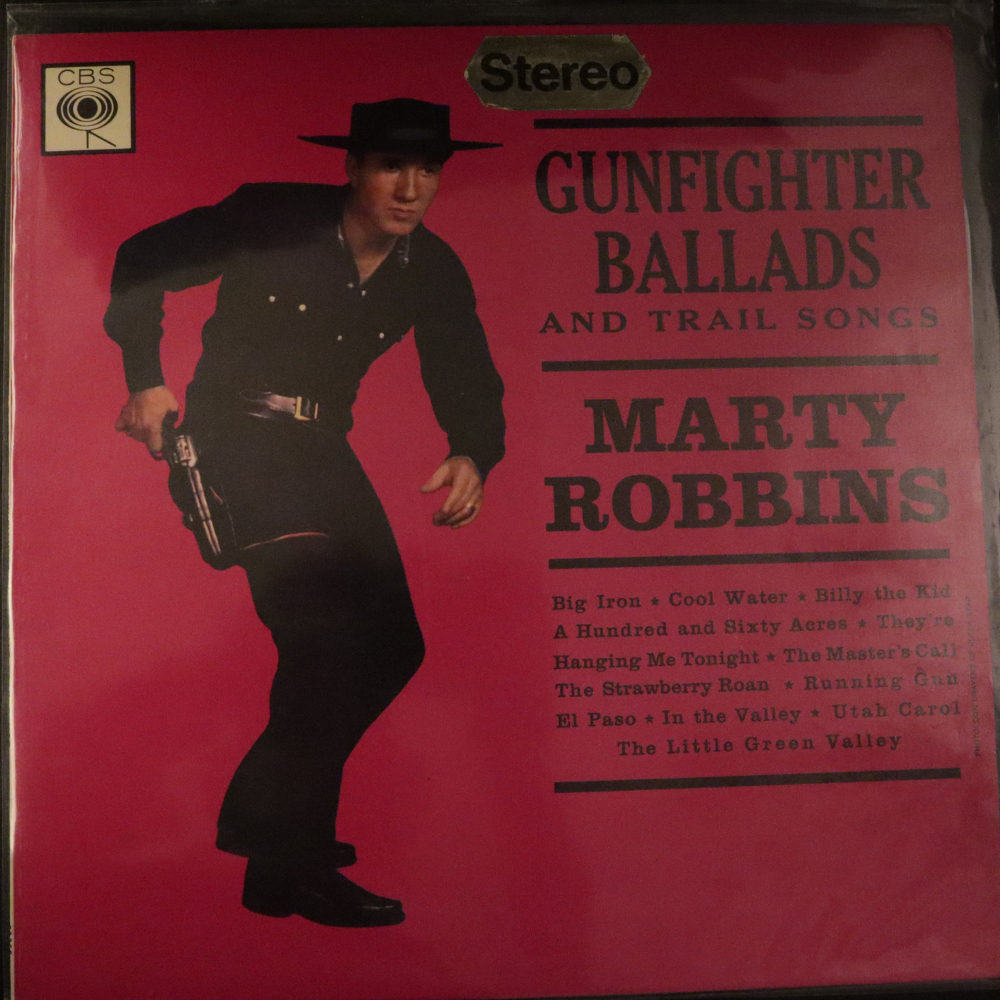 CBS
Stereo
GUNFIGHTER
BALLADS
AND TRAIL SONGS
MARTY
ROBBINS
Big Iron ★ Cool Water ★ Billy the Kid
A Hundred and Sixty Acres ★ They're
Hanging Me Tonight ★ The Master's Call
The Strawberry Roan ★ Running Gun
El Paso ★ In the Valley ★ Utah Carol
The Little Green Valley